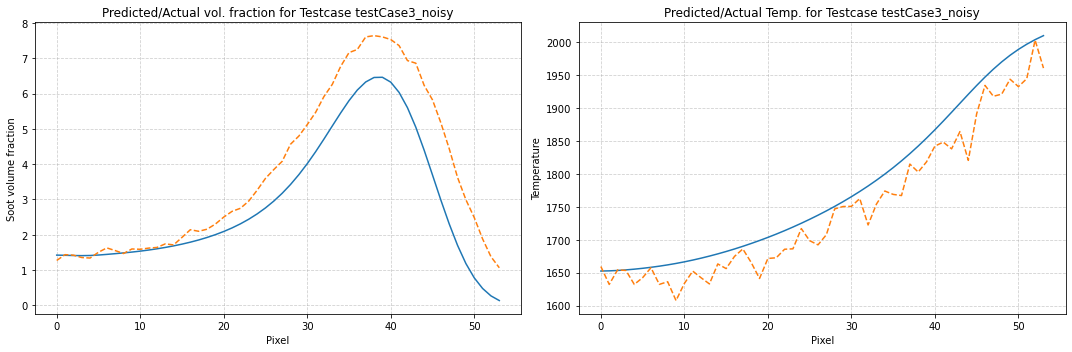 Predicted/Actual vol. fraction for Testcase testCase3_noisy
Soot volume fraction
8
7
6
5
4
3
2
1
0
0 10 20 30 40 50
Pixel
Predicted/Actual Temp. for Testcase testCase3_noisy
Temperature
2000
1950
1900
1850
1800
1750
1700
1650
1600
0 10 20 30 40 50
Pixel